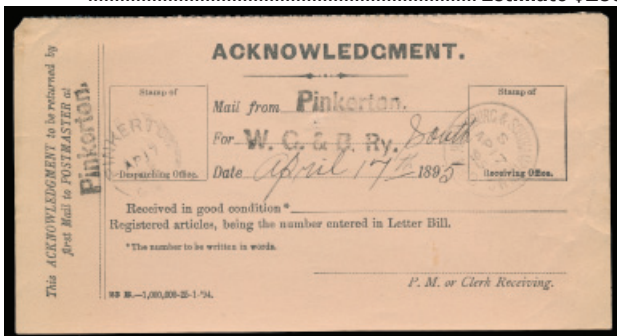 Estimate
This ACKNOWLEDGMENT to be returned by
first Mail to POSTMASTER at
Pinkerton.
ACKNOWLEDGMENT.
Stamp of
Despatching Office.
PINKERTON
AP 17
Mail from Pinkerton.
For W. G. & B. Ry. South
Date April 17th 1895
Stamp of
Receiving Office.
Received in good condition*
Registered articles, being the number entered in Letter Bill.
*The number to be written in words.
P. M. or Clerk Receiving.